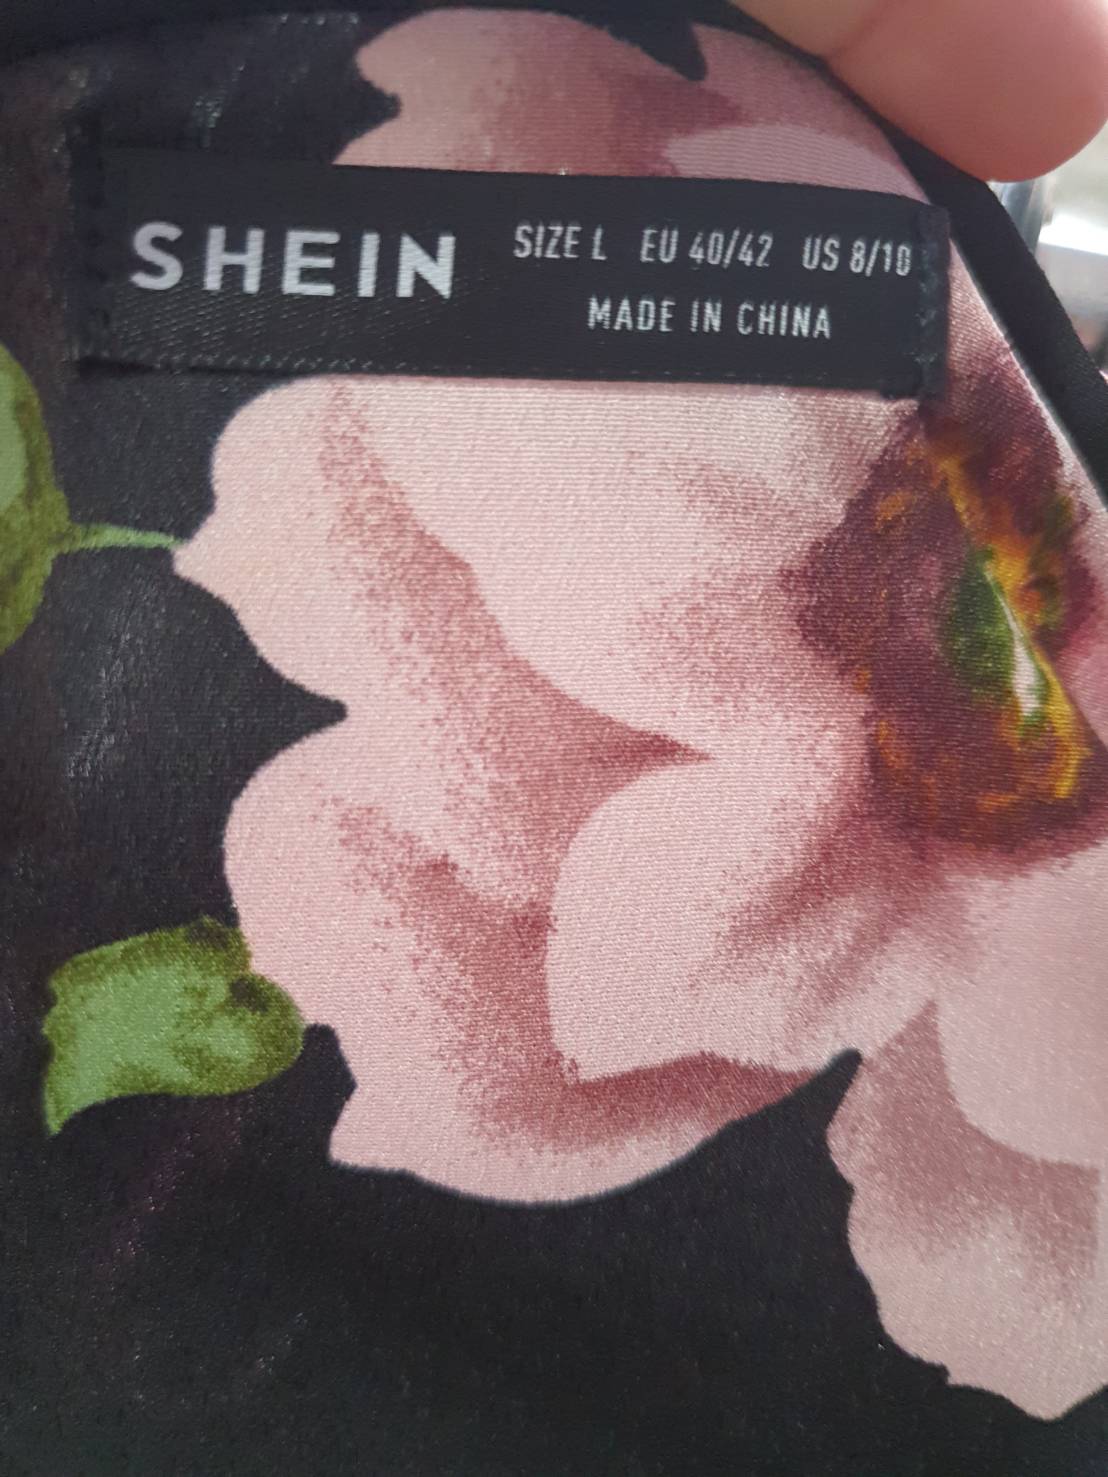 SHEIN
SIZE L EU 40/42 US 8/10
MADE IN CHINA